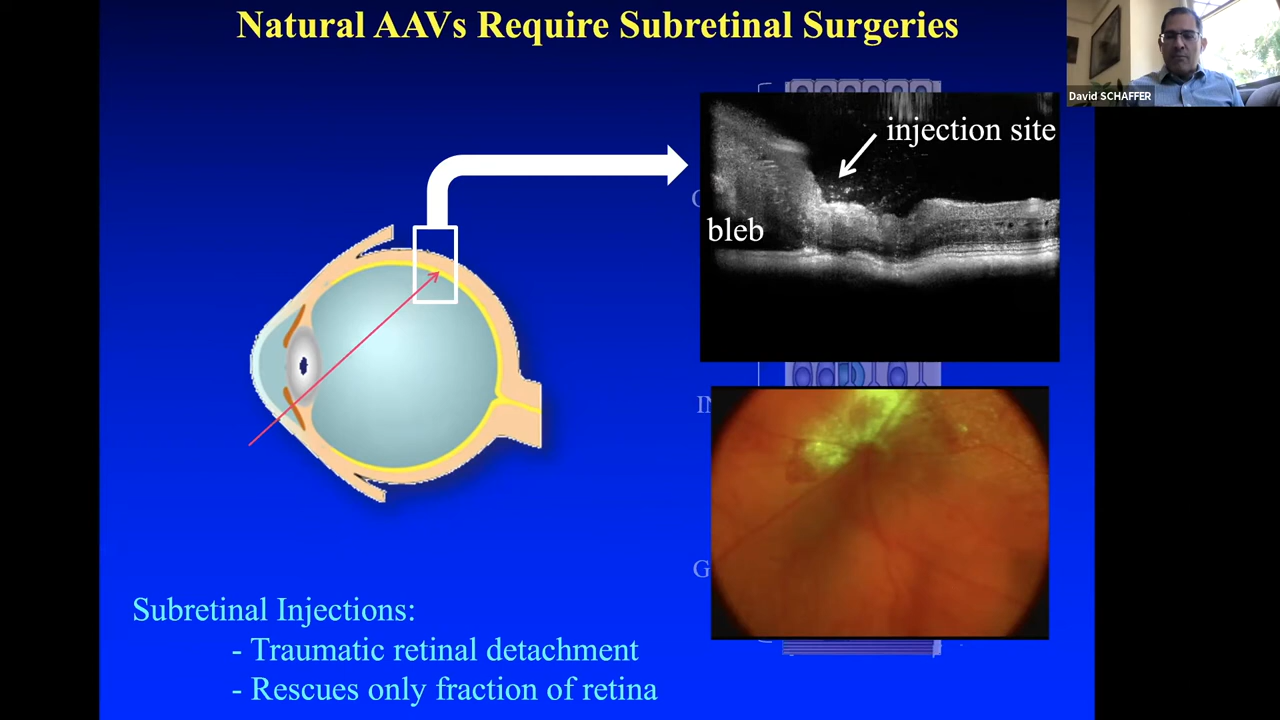 Natural AAVs Require Subretinal Surgeries
David SCHAFFER
injection site
bleb
Subretinal Injections:
- Traumatic retinal detachment
- Rescues only fraction of retina